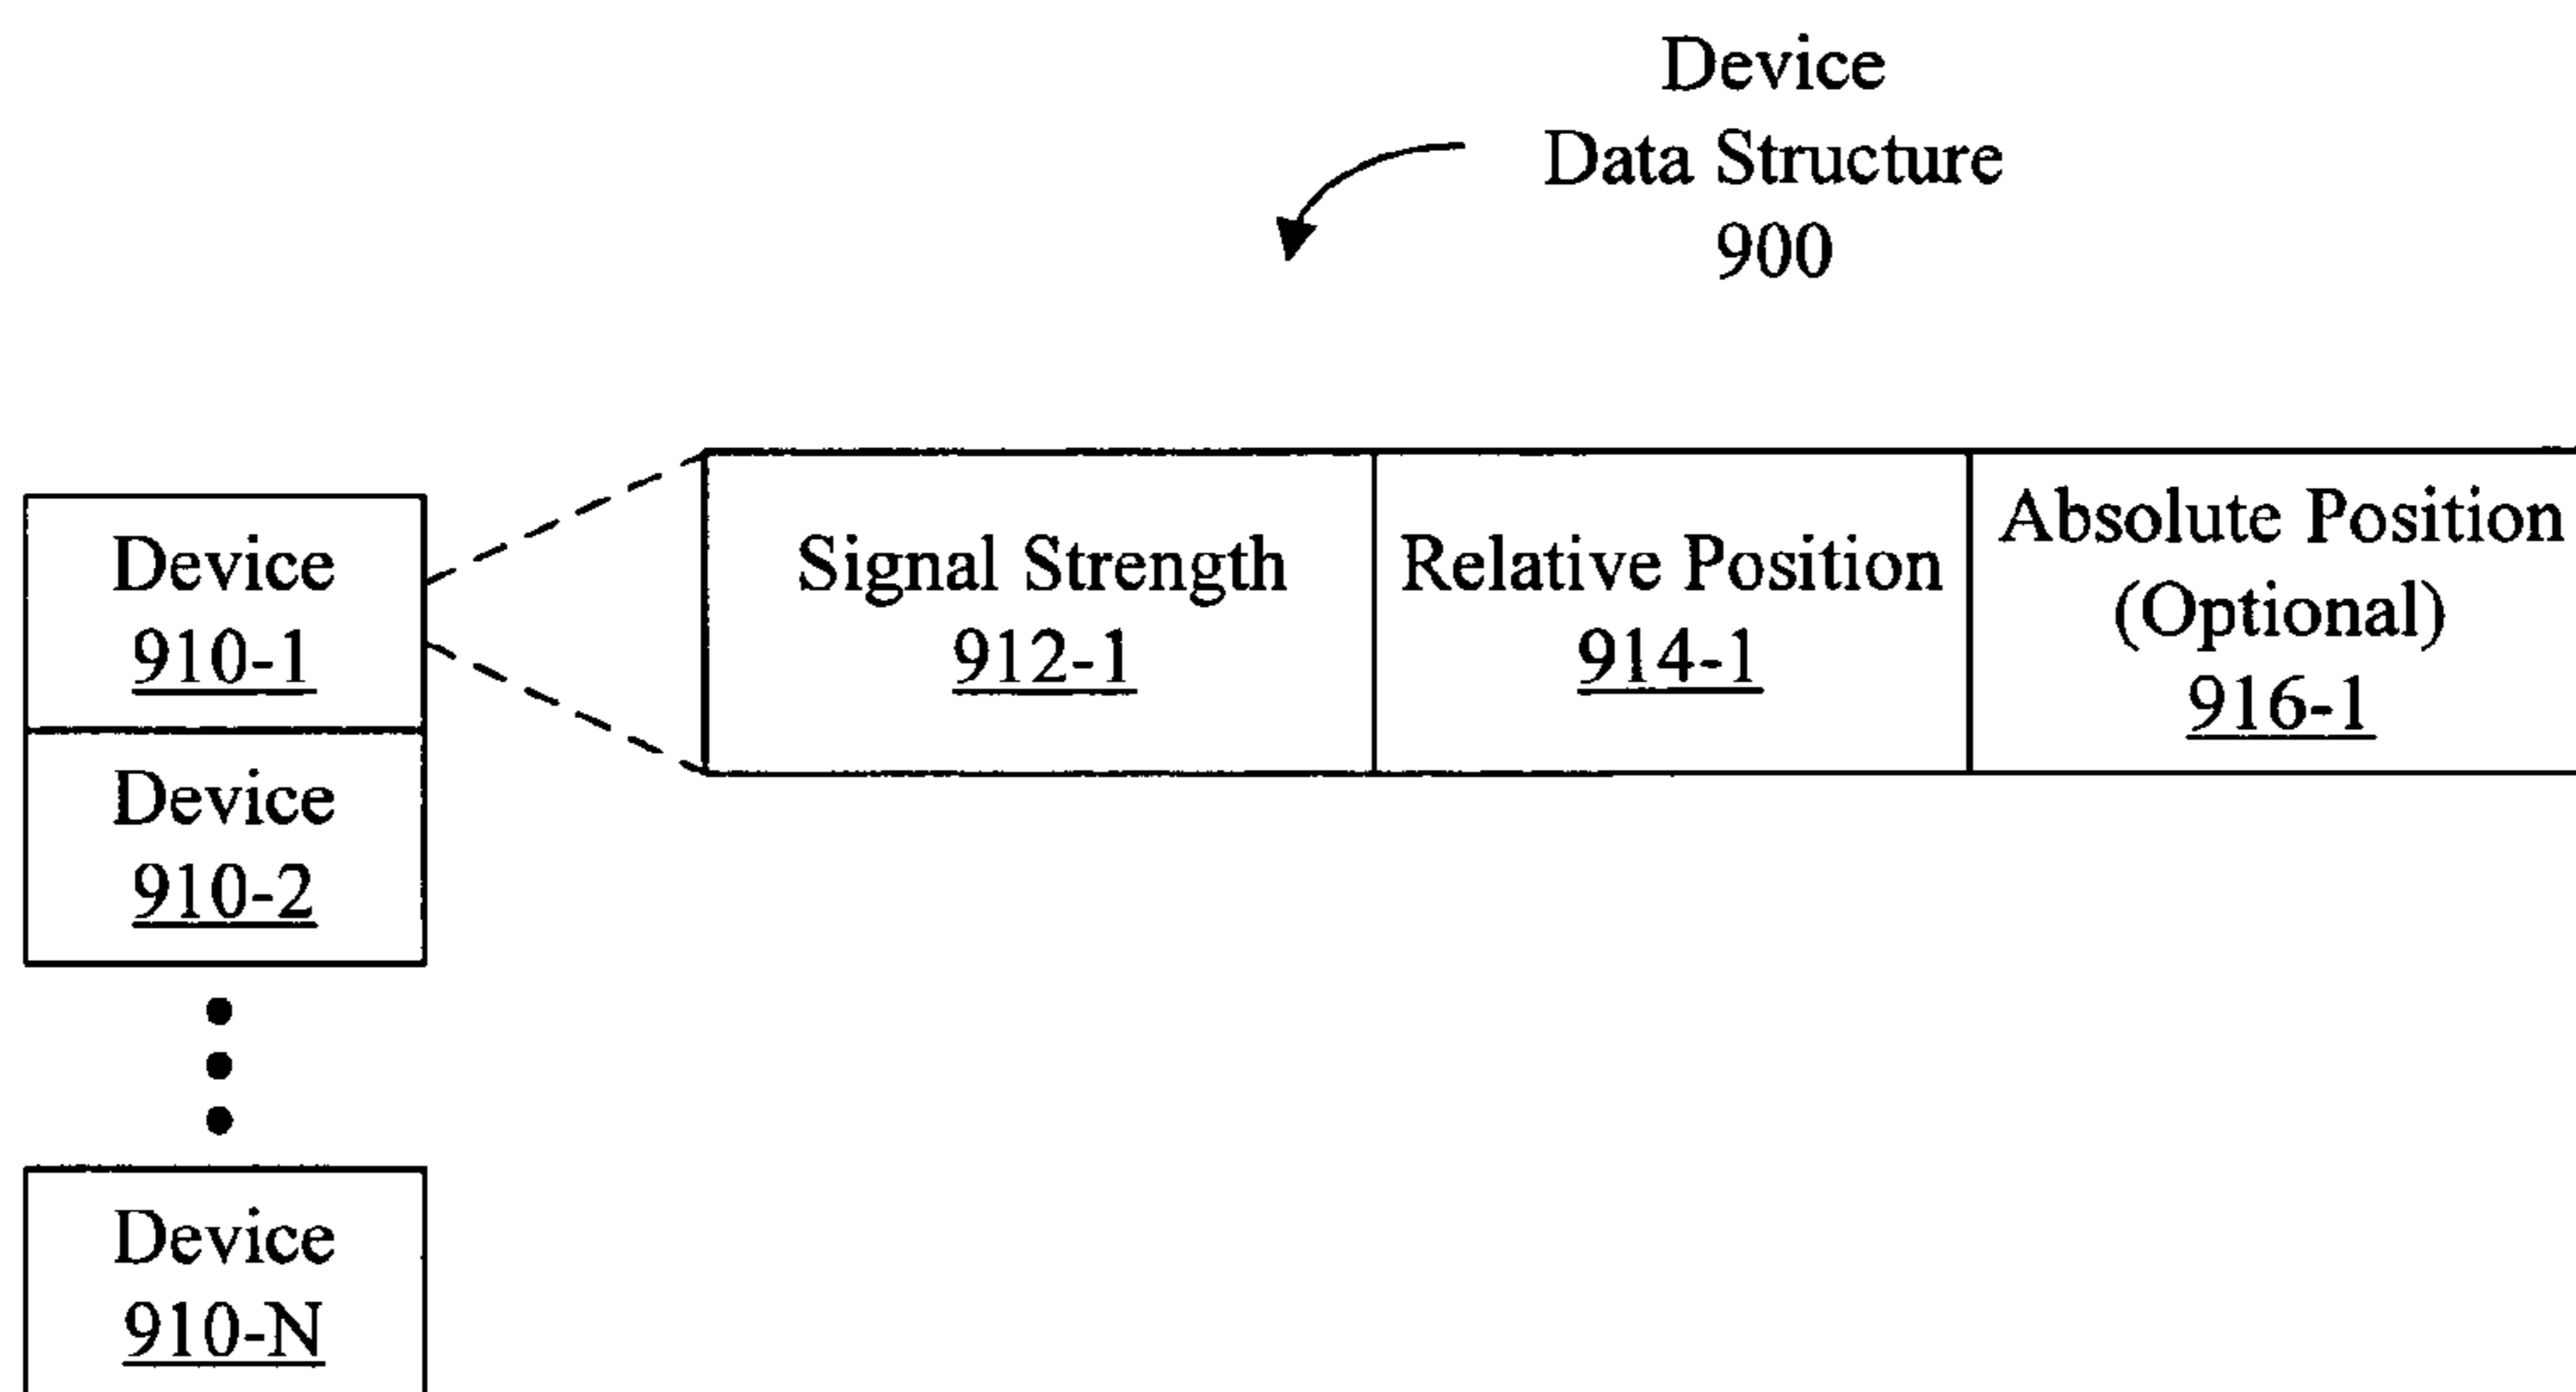 Device
Data Structure
900
Device
910-1
Signal Strength
912-1
Relative Position
914-1
Absolute Position
(Optional)
916-1
Device
910-2
Device
910-N